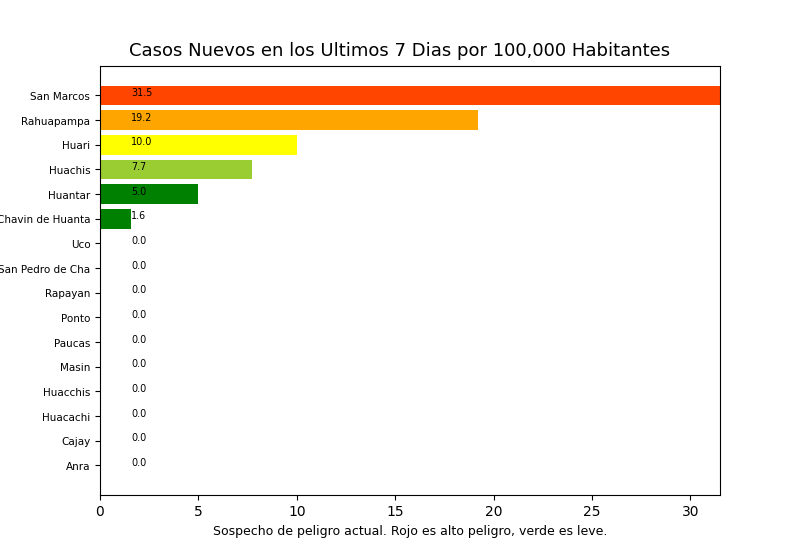 Casos Nuevos en los Ultimos 7 Dias por 100,000 Habitantes
San Marcos 31.5
Rahuapampa 19.2
Huari 10.0
Huachis 7.7
Huantar 5.0
Chavin de Huanta 1.6
Uco 0.0
San Pedro de Cha 0.0
Rapayan 0.0
Ponto 0.0
Paucas 0.0
Masin 0.0
Huacchis 0.0
Huacachi 0.0
Cajay 0.0
Anra 0.0
0 5 10 15 20 25 30
Sospecho de peligro actual. Rojo es alto peligro, verde es leve.